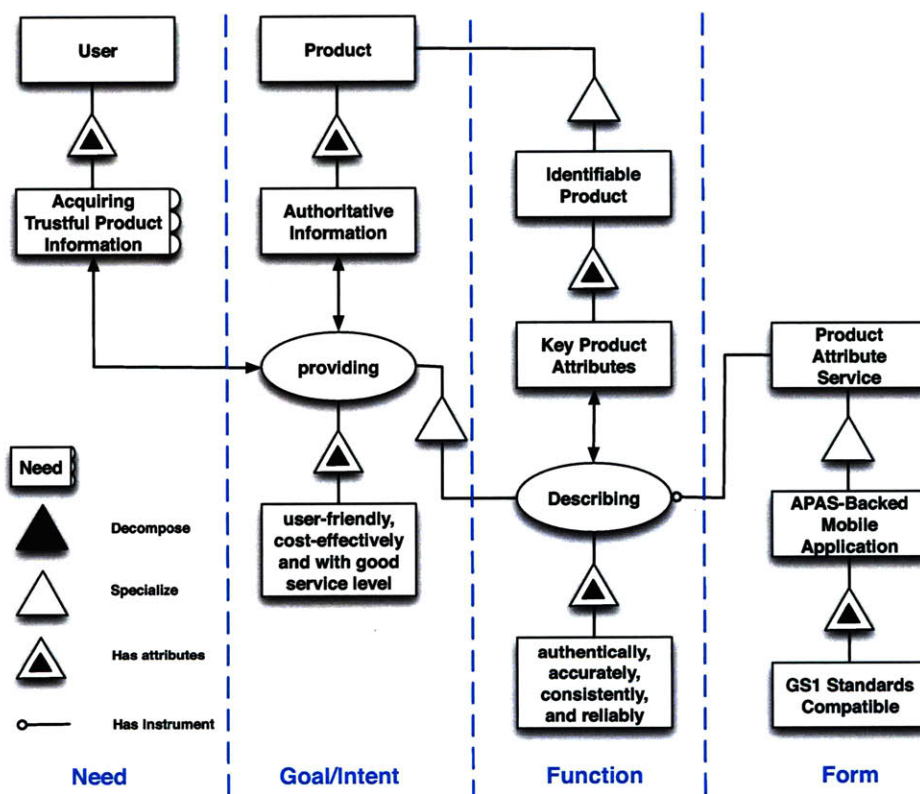 User
Product
Identifiable
Product
Acquiring
Trustful Product
Information
Authoritative
Information
Key Product
Attributes
Product
Attribute
Service
providing
Describing
user-friendly,
cost-effectively
and with good
service level
APAS-Backed
Mobile
Application
authentically,
accurately,
consistently,
and reliably
GS1 Standards
Compatible
Need
Decompose
Specialize
Has attributes
Has Instrument
Need
Goal/Intent
Function
Form